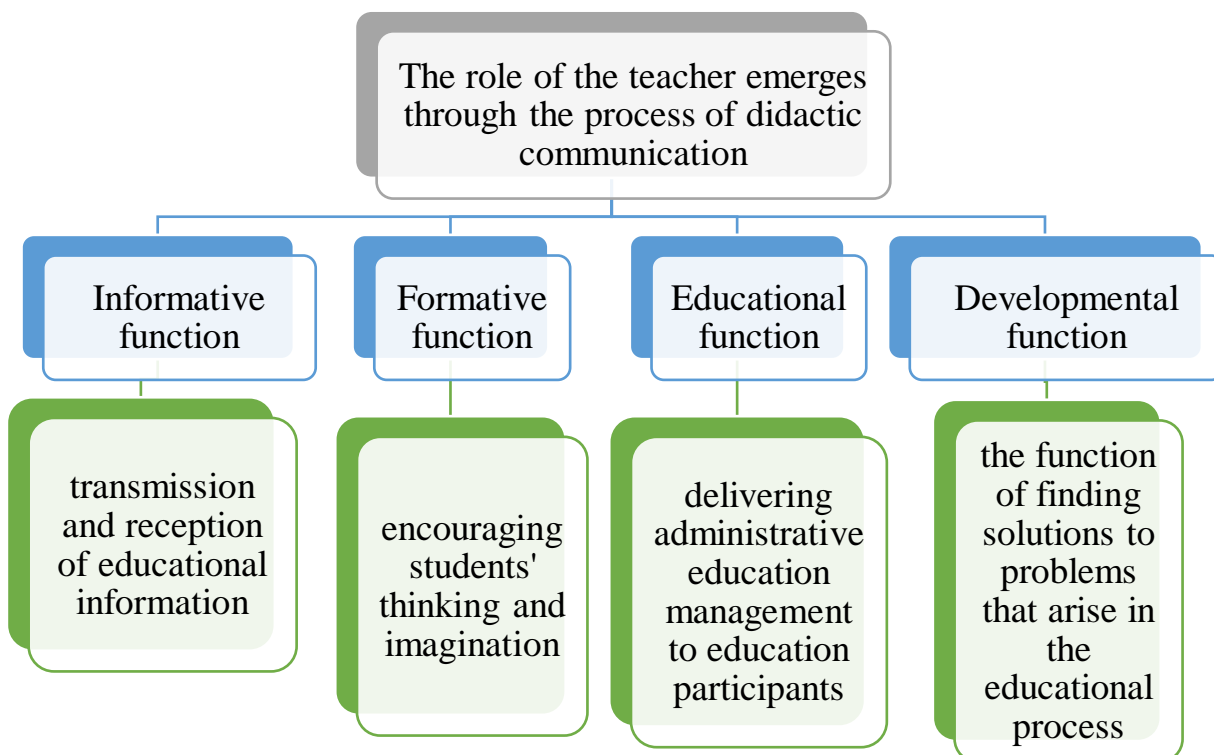 The role of the teacher emerges
through the process of didactic
communication
Informative
function
Formative
function
Educational
function
Developmental
function
transmission
and reception
of educational
information
encouraging
students'
thinking and
imagination
delivering
administrative
education
management
to education
participants
the function
of finding
solutions to
problems
that arise in
the
educational
process